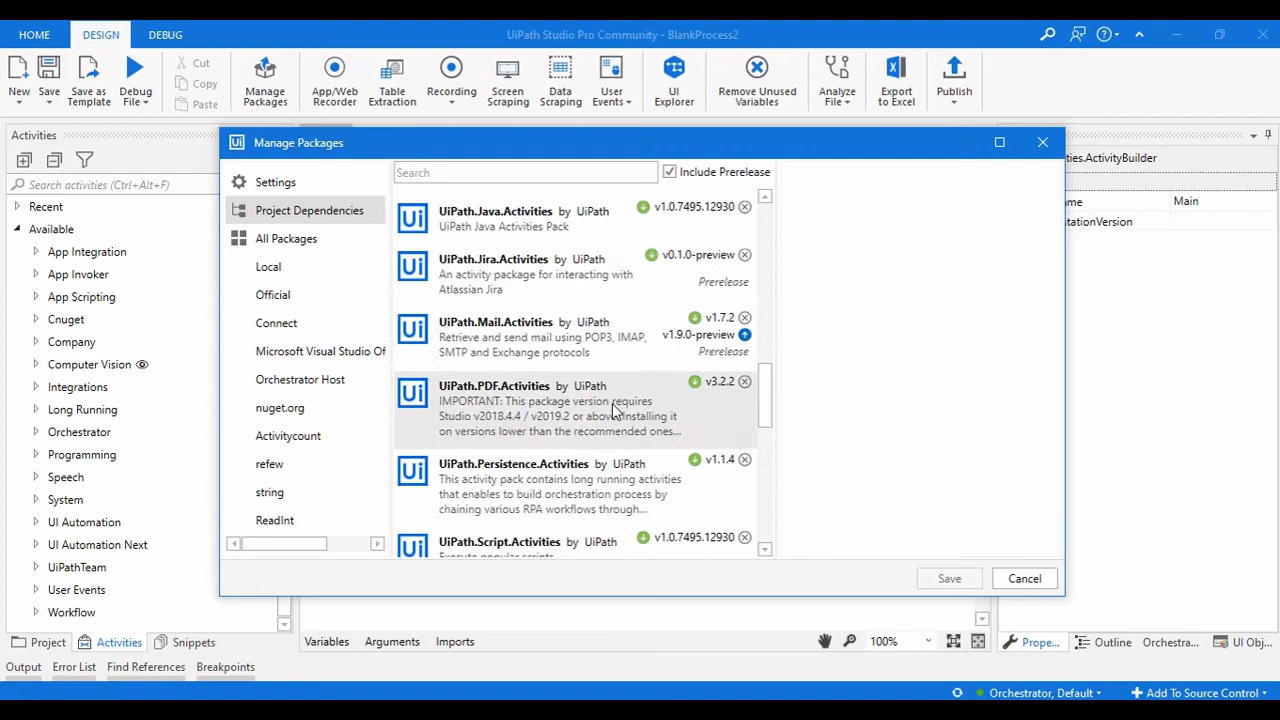 HOME
DESIGN
DEBUG
UiPath Studio Pro Community - BlankProcess2
New
Save
Save as
Template
Debug
File
Cut
Copy
Paste
Manage
Packages
App/Web
Recorder
Table
Extraction
Recording
Screen
Scraping
Data
Scraping
User
Events
UI
Explorer
Remove Unused
Variables
Analyze
File
Export
to Excel
Publish
Activities
Search activities (Ctrl+Alt+F)
Recent
Available
App Integration
App Invoker
App Scripting
Cnuget
Company
Computer Vision
Integrations
Long Running
Orchestrator
Programming
Speech
System
UI Automation
UI Automation Next
UiPathTeam
User Events
Workflow
Project
Activities
Snippets
Ui Manage Packages
Settings
Project Dependencies
All Packages
Local
Official
Connect
Microsoft Visual Studio Of
Orchestrator Host
nuget.org
Activitycount
refew
string
ReadInt
Search
Include Prerelease
Ui UiPath.Java.Activities by UiPath v1.0.7495.12930
UiPath Java Activities Pack
Ui UiPath.Jira.Activities by UiPath v0.1.0-preview
An activity package for interacting with
Atlassian Jira
Prerelease
Ui UiPath.Mail.Activities by UiPath v1.7.2
v1.9.0-preview
Retrieve and send mail using POP3, IMAP,
SMTP and Exchange protocols
Prerelease
Ui UiPath.PDF.Activities by UiPath v3.2.2
IMPORTANT: This package version requires
Studio v2018.4.4 / v2019.2 or above. Installing it
on versions lower than the recommended ones...
Ui UiPath.Persistence.Activities by UiPath v1.1.4
This activity pack contains long running activities
that enables to build orchestration process by
chaining various RPA workflows through...
Ui UiPath.Script.Activities by UiPath v1.0.7495.12930
Execute popular scripts
Save
Cancel
ties.ActivityBuilder
ame
Main
tationVersion
Variables
Arguments
Imports
100%
Prope...
Outline
Orchestra...
UI Obj...
Output
Error List
Find References
Breakpoints
Orchestrator, Default
Add To Source Control